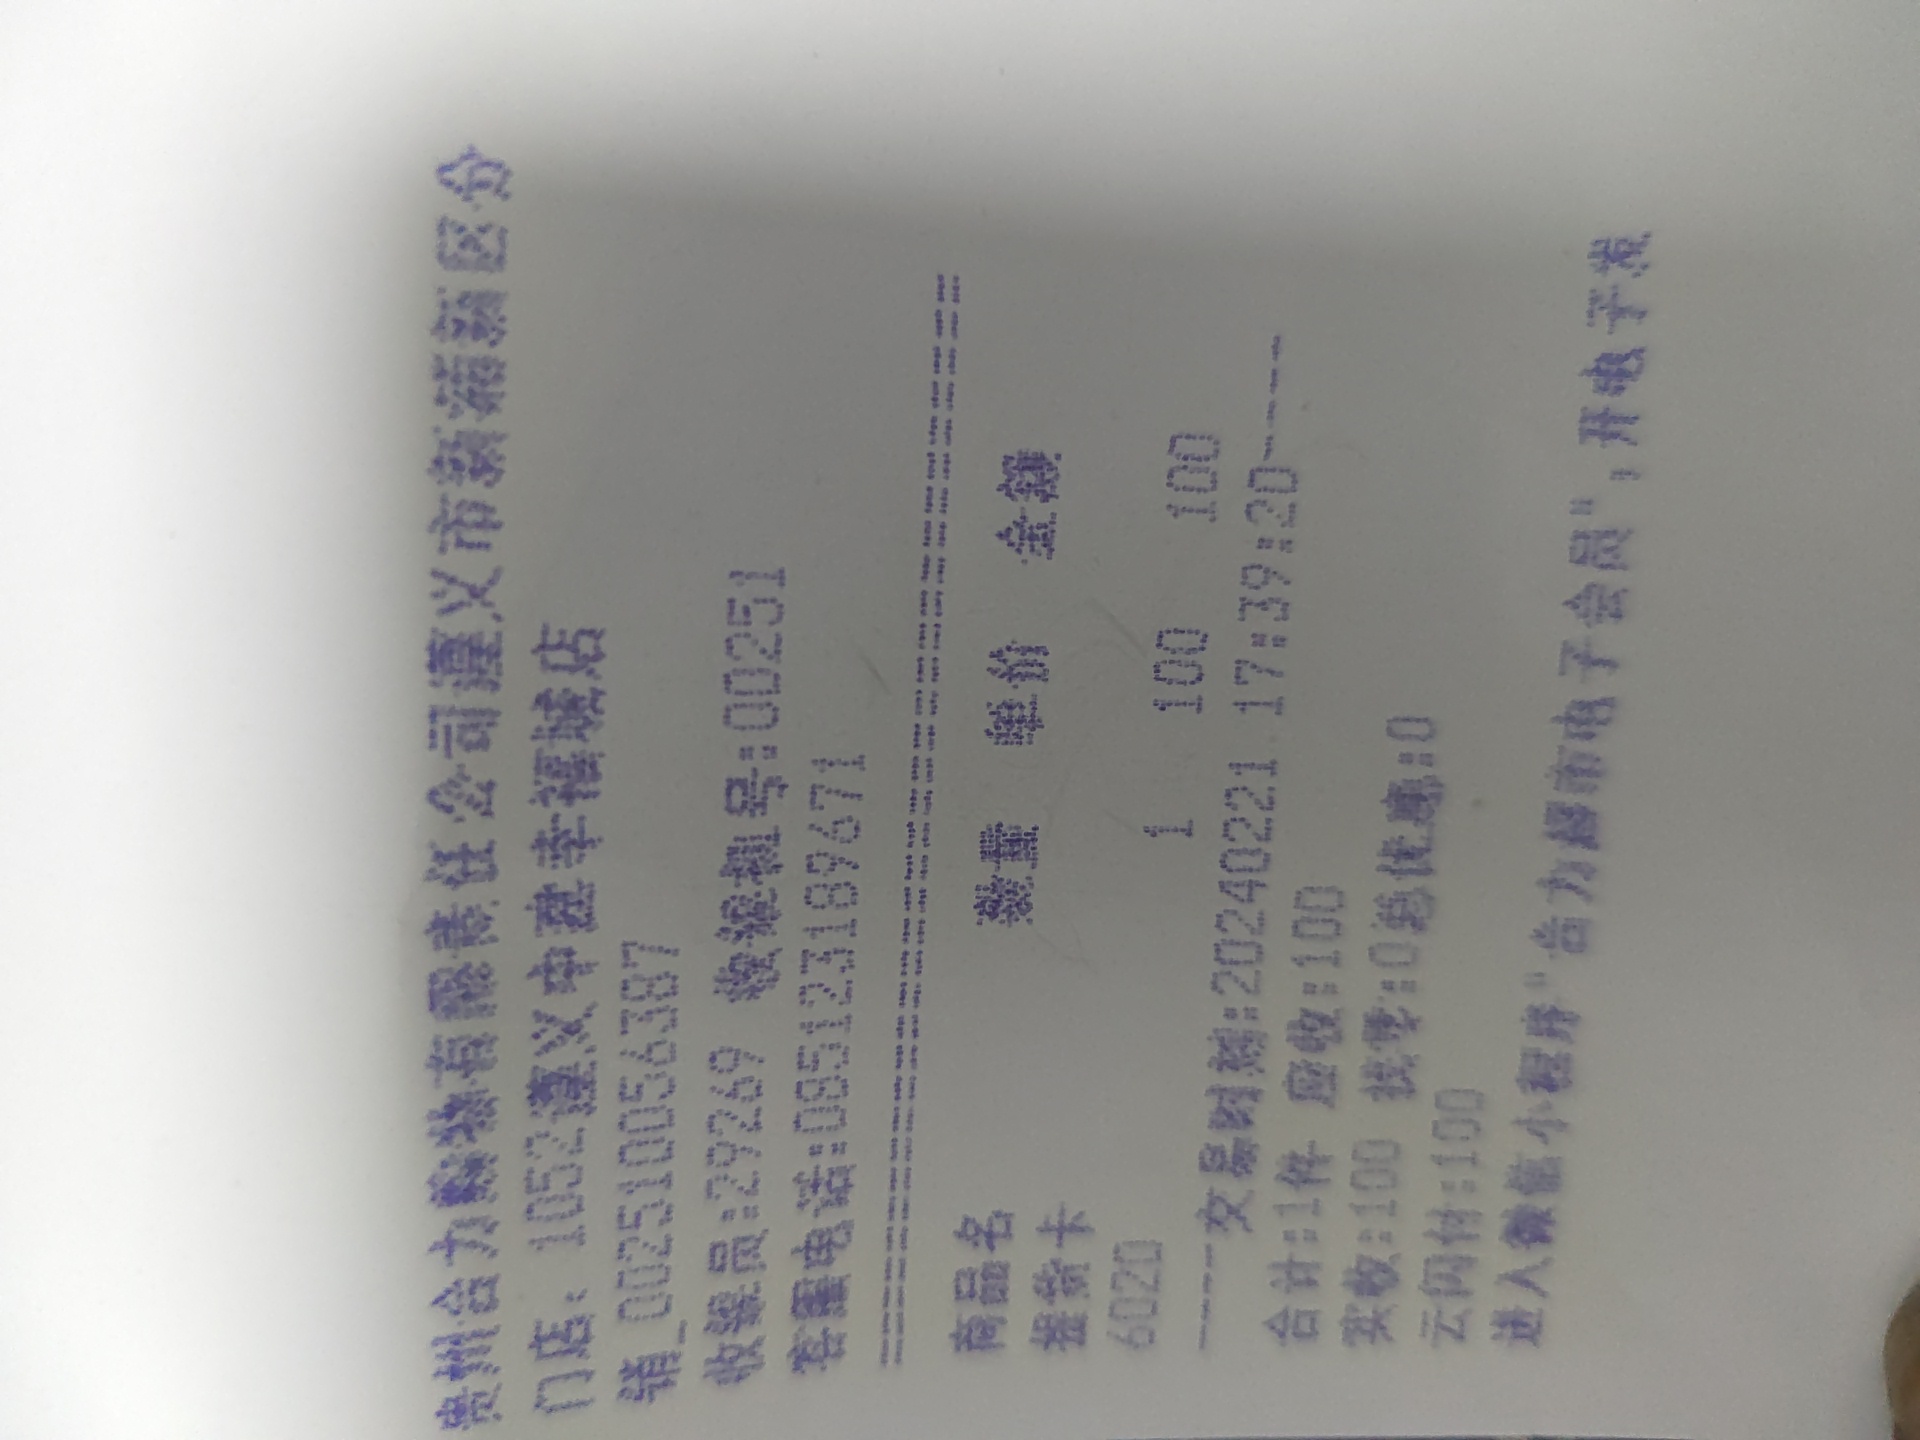 贵州合力惠民有限责任公司遵义市新蒲新区分
门店：1052遵义中建幸福城店
销_0025100056387
收银员:29269 收银机号:00251
客服电话:085123189671
==========================================
商品名 数量 单价 金额
提货卡
6020 1 100 100
----交易时刻:20240221 17:39:20-----
合计:1件 应收:100
实收:100 找零:0总优惠:0
云闪付:100
进入微信小程序"合力超市电子会员",开电子发